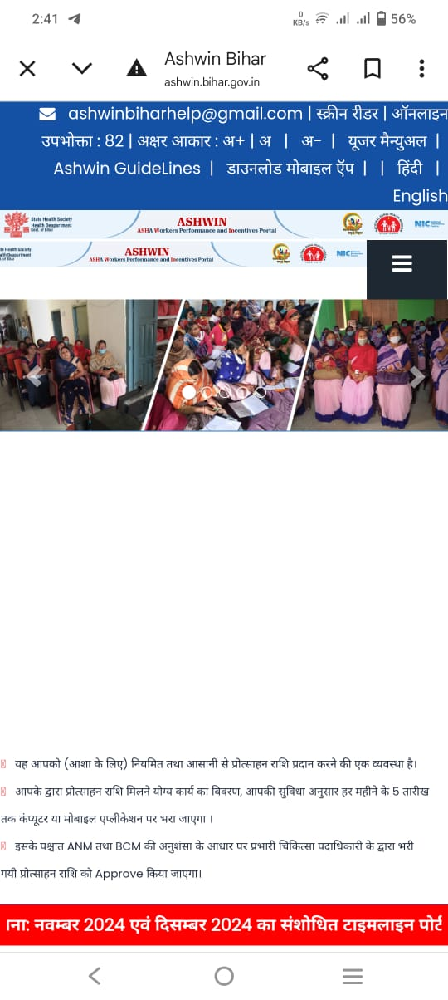 2:41
0 KB/s
56%
Ashwin Bihar
ashwin.bihar.gov.in
ashwinbiharhelp@gmail.com | स्क्रीन रीडर | ऑनलाइन
उपभोक्ता : 82 | अक्षर आकार : अ+ | अ | अ- | यूजर मैन्युअल |
Ashwin GuideLines | डाउनलोड मोबाइल ऍप | | हिंदी |
English
State Health Society
Health Deapartment
Govt. of Bihar
ASHWIN
ASHA Workers Performance and Incentives Portal
NIC
te Health Society
lth Deapartment
t. of Bihar
ASHWIN
ASHA Workers Performance and Incentives Portal
NIC
यह आपको (आशा के लिए) नियमित तथा आसानी से प्रोत्साहन राशि प्रदान करने की एक व्यवस्था है।
आपके द्वारा प्रोत्साहन राशि मिलने योग्य कार्य का विवरण, आपकी सुविधा अनुसार हर महीने के 5 तारीख
तक कंप्यूटर या मोबाइल एप्लीकेशन पर भरा जाएगा ।
इसके पश्चात ANM तथा BCM की अनुशंसा के आधार पर प्रभारी चिकित्सा पदाधिकारी के द्वारा भरी
गयी प्रोत्साहन राशि को Approve किया जाएगा।
ना: नवम्बर 2024 एवं दिसम्बर 2024 का संशोधित टाइमलाइन पोर्ट